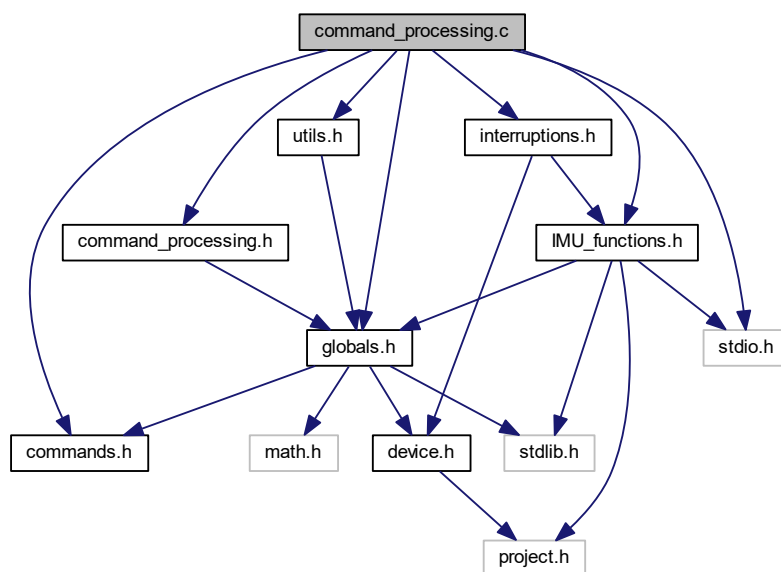 command_processing.c
utils.h
interruptions.h
command_processing.h
IMU_functions.h
globals.h
stdio.h
commands.h
math.h
device.h
stdlib.h
project.h